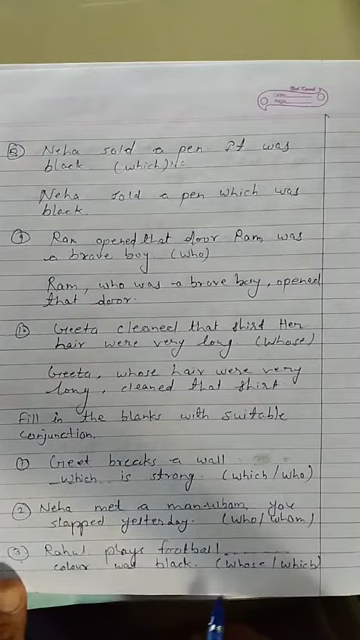 ⑧ Neha sold a pen. It was
black (which)
Neha sold a pen which was
black.
⑨ Ram opened that door Ram was
a brave boy (who)
Ram, who was a brave boy, opened
that door.
⑩ Geeta cleaned that shirt Her
hair were very long (whose)
Geeta, whose hair were very
long, cleaned that shirt
Fill in the blanks with suitable
conjunction.
① Geet breaks a wall
which is strong. (which/who)
② Neha met a man whom you
slapped yesterday. (who/whom)
③ Rahul plays football ______
colour was black. (whose/which)